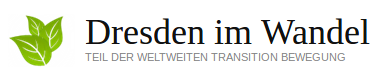 Dresden im Wandel
TEIL DER WELTWEITEN TRANSITION BEWEGUNG